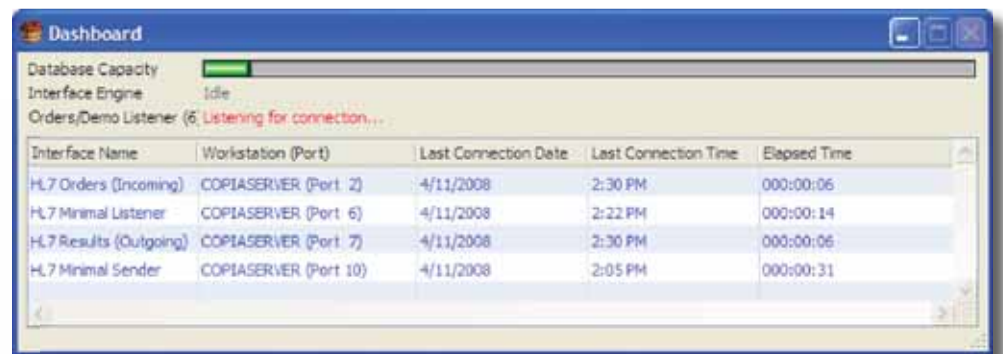 Dashboard
Database Capacity
Interface Engine Idle
Orders/Demo Listener (6 Listening for connection...
Interface Name Workstation (Port) Last Connection Date Last Connection Time Elapsed Time
HL7 Orders (Incoming) COPIASERVER (Port 2) 4/11/2008 2:30 PM 000:00:06
HL7 Minimal Listener COPIASERVER (Port 6) 4/11/2008 2:22 PM 000:00:14
HL7 Results (Outgoing) COPIASERVER (Port 7) 4/11/2008 2:30 PM 000:00:06
HL7 Minimal Sender COPIASERVER (Port 10) 4/11/2008 2:05 PM 000:00:31